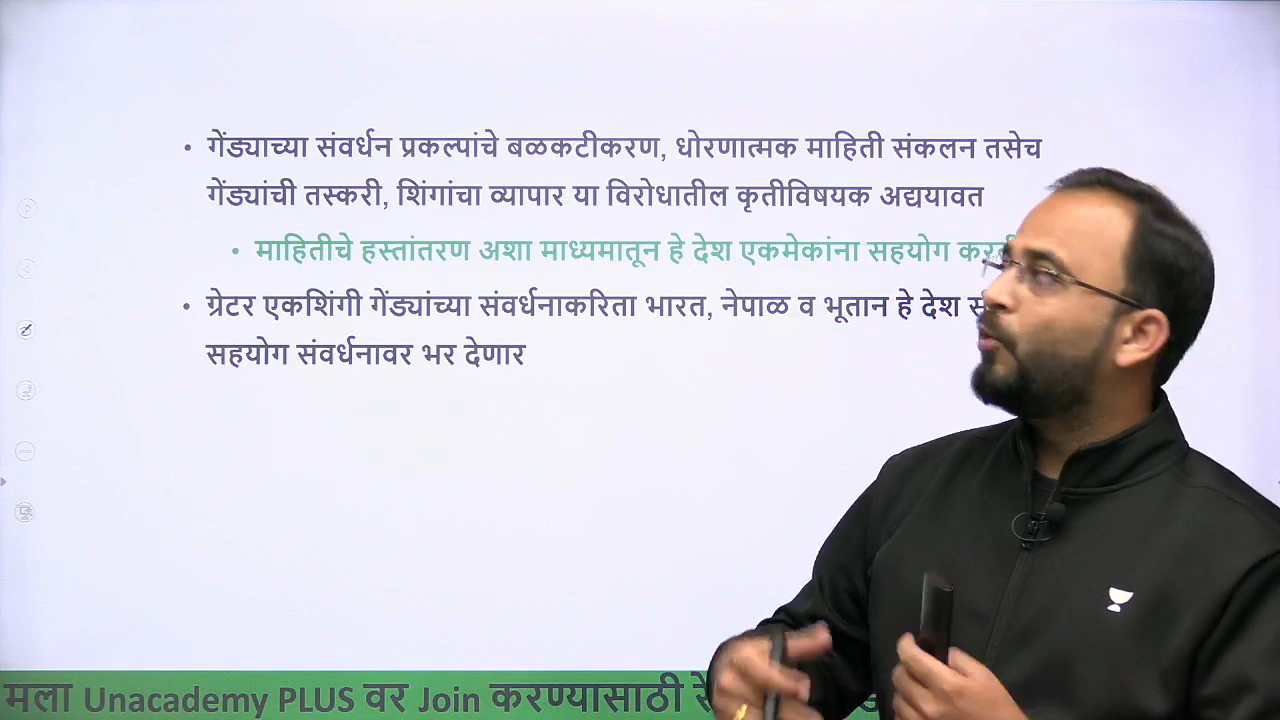 • गेंड्याच्या संवर्धन प्रकल्पांचे बळकटीकरण, धोरणात्मक माहिती संकलन तसेच
गेंड्यांची तस्करी, शिंगांचा व्यापार या विरोधातील कृतीविषयक अद्ययावत
• माहितीचे हस्तांतरण अशा माध्यमातून हे देश एकमेकांना सहयोग
• ग्रेटर एकशिंगी गेंड्यांच्या संवर्धनाकरिता भारत, नेपाळ व भूतान हे देश
सहयोग संवर्धनावर भर देणार
मला Unacademy PLUS वर Join करण्यासाठी